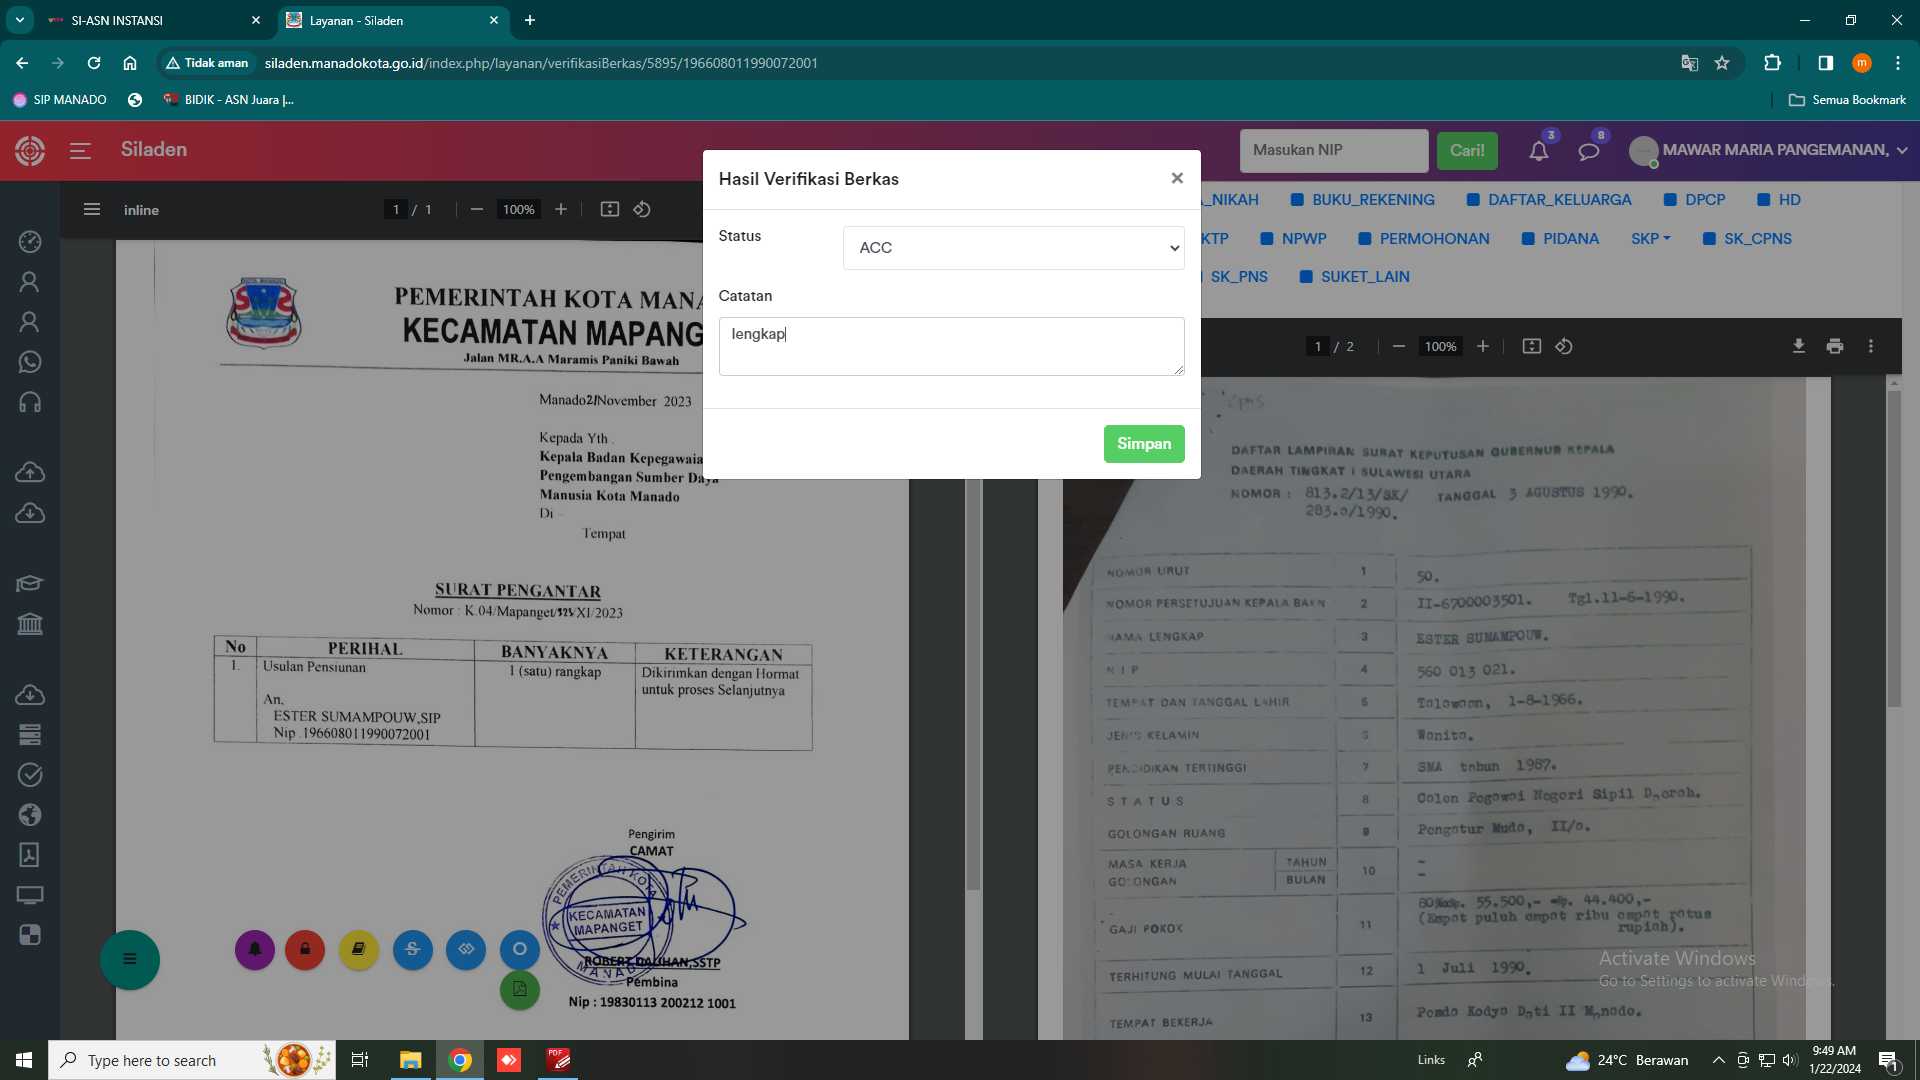 SI-ASN INSTANSI
Layanan - Siladen
Tidak aman
siladen.manadokota.go.id/index.php/layanan/verifikasiBerkas/5895/196608011990072001
m
SIP MANADO
BIDIK - ASN Juara |...
Semua Bookmark
Siladen
Masukan NIP
Cari!
3
8
MAWAR MARIA PANGEMANAN,
inline
1 / 1
100%
Hasil Verifikasi Berkas
×
Status
ACC
Catatan
lengkap
Simpan
_NIKAH
BUKU_REKENING
DAFTAR_KELUARGA
DPCP
HD
KTP
NPWP
PERMOHONAN
PIDANA
SKP
SK_CPNS
SK_PNS
SUKET_LAIN
1 / 2
100%
PEMERINTAH KOTA MANA
KECAMATAN MAPANG
Jalan MR.A.A Maramis Paniki Bawah
Manado21November 2023
Kepada Yth .
Kepala Badan Kepegawaia
Pengembangan Sumber Daya
Manusia Kota Manado
Di –
Tempat
SURAT PENGANTAR
Nomor : K.04/Mapanget/ /XI/2023
No PERIHAL BANYAKNYA KETERANGAN
1. Usulan Pensiunan 1 (satu) rangkap Dikirimkan dengan Hormat
untuk proses Selanjutnya
An,
ESTER SUMAMPOUW,SIP
Nip .196608011990072001
Pengirim
CAMAT
PEMERINTAH KOTA
KECAMATAN
MAPANGET
MANADO
ROBERT DAUHAN,SSTP
Pembina
Nip : 19830113 200212 1001
DAFTAR LAMPIRAN SURAT KEPUTUSAN GUBERNUR KEPALA
DAERAH TINGKAT I SULAWESI UTARA
NOMOR : 813.2/13/SK/ TANGGAL 3 AGUSTUS 1990.
283.0/1990.
NOMOR URUT 1 50.
NOMOR PERSETUJUAN KEPALA BAKN 2 II-6700003501. Tgl.11-6-1990.
NAMA LENGKAP 3 ESTER SUMAMPOUW.
N I P 4 560 013 021.
TEMPAT DAN TANGGAL LAHIR 5 1-8-1966.
JENIS KELAMIN 6 Wanita.
PENDIDIKAN TERTINGGI 7 SMA tahun 1987.
S T A T U S 8 Calon Pegawai Negeri Sipil Daerah.
GOLONGAN RUANG 9 Pengatur Muda, II/a.
MASA KERJA TAHUN 10 -
GOLONGAN BULAN -
GAJI POKOK 11 80% 55.500,- = Rp. 44.400,-
(Empat puluh empat ribu empat ratus
rupiah).
TERHITUNG MULAI TANGGAL 12 1 Juli 1990.
TEMPAT BEKERJA 13 Pemda Kodya Dati II Manado.
Activate Windows
Go to Settings to activate Windows.
Type here to search
PDF
Links
24°C Berawan
9:49 AM
1/22/2024
1